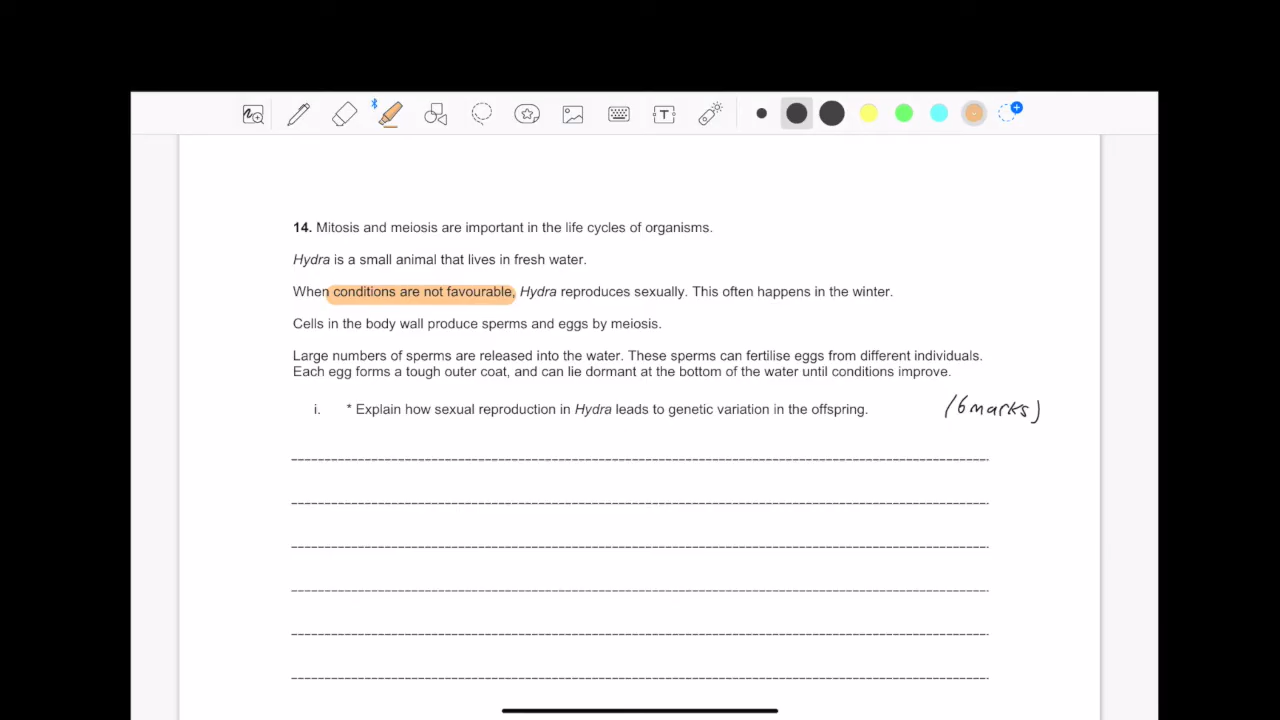 14. Mitosis and meiosis are important in the life cycles of organisms.
Hydra is a small animal that lives in fresh water.
When conditions are not favourable, Hydra reproduces sexually. This often happens in the winter.
Cells in the body wall produce sperms and eggs by meiosis.
Large numbers of sperms are released into the water. These sperms can fertilise eggs from different individuals.
Each egg forms a tough outer coat, and can lie dormant at the bottom of the water until conditions improve.
i. * Explain how sexual reproduction in Hydra leads to genetic variation in the offspring. (6 marks)